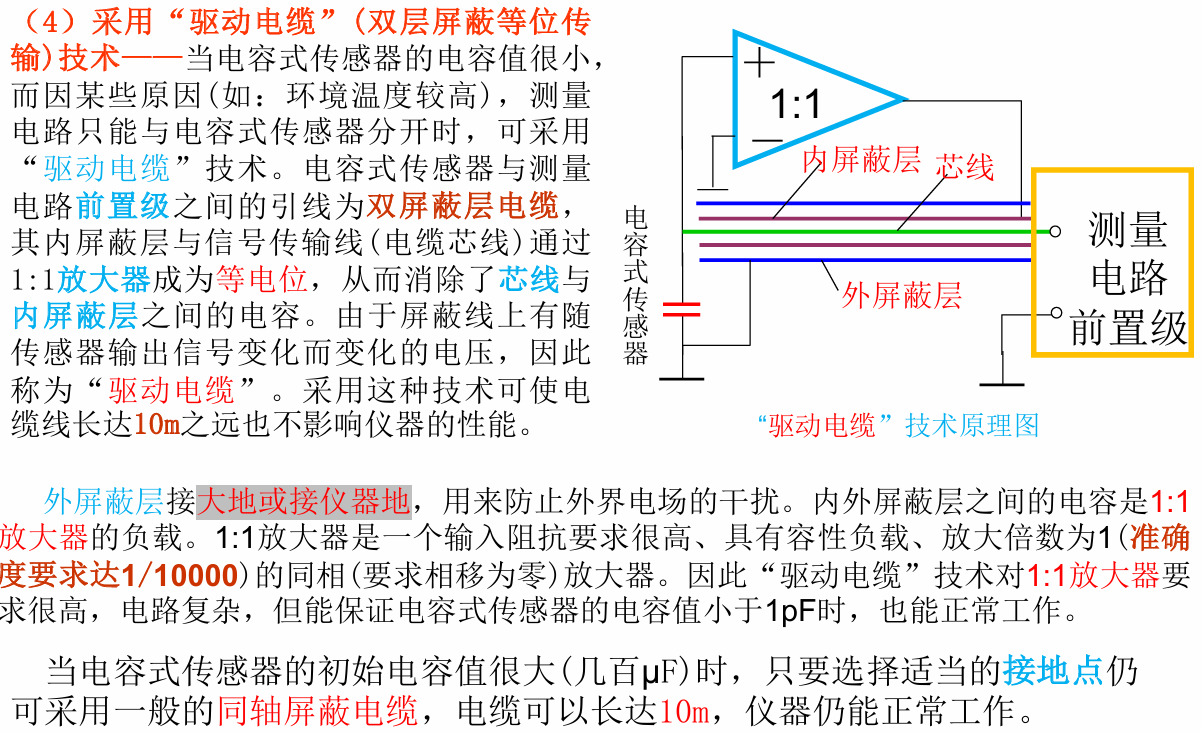 （4）采用“驱动电缆”(双层屏蔽等位传
输)技术——当电容式传感器的电容值很小，
而因某些原因(如：环境温度较高)，测量
电路只能与电容式传感器分开时，可采用
“驱动电缆”技术。电容式传感器与测量
电路前置级之间的引线为双屏蔽层电缆，
其内屏蔽层与信号传输线(电缆芯线)通过
1:1放大器成为等电位，从而消除了芯线与
内屏蔽层之间的电容。由于屏蔽线上有随
传感器输出信号变化而变化的电压，因此
称为“驱动电缆”。采用这种技术可使电
缆线长达10m之远也不影响仪器的性能。
+
1:1
—
内屏蔽层
芯线
电容式传感器
外屏蔽层
测量
电路
前置级
“驱动电缆”技术原理图
外屏蔽层接大地或接仪器地，用来防止外界电场的干扰。内外屏蔽层之间的电容是1:1
放大器的负载。1:1放大器是一个输入阻抗要求很高、具有容性负载、放大倍数为1(准确
度要求达1/10000)的同相(要求相移为零)放大器。因此“驱动电缆”技术对1:1放大器要
求很高，电路复杂，但能保证电容式传感器的电容值小于1pF时，也能正常工作。
当电容式传感器的初始电容值很大(几百μF)时，只要选择适当的接地点仍
可采用一般的同轴屏蔽电缆，电缆可以长达10m，仪器仍能正常工作。